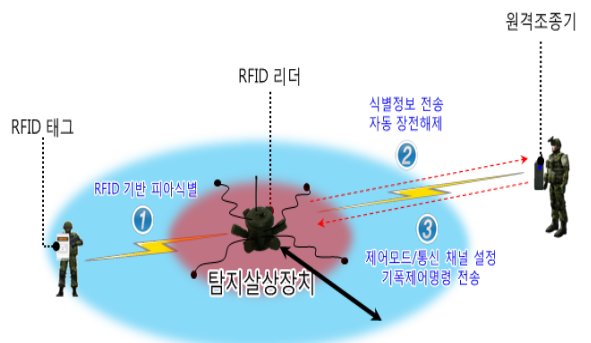 원격조종기
RFID 리더
식별정보 전송
자동 장전해제
RFID 태그
2
RFID 기반 피아식별
1
3
제어모드/통신 채널 설정
기폭제어명령 전송
탐지살상장치